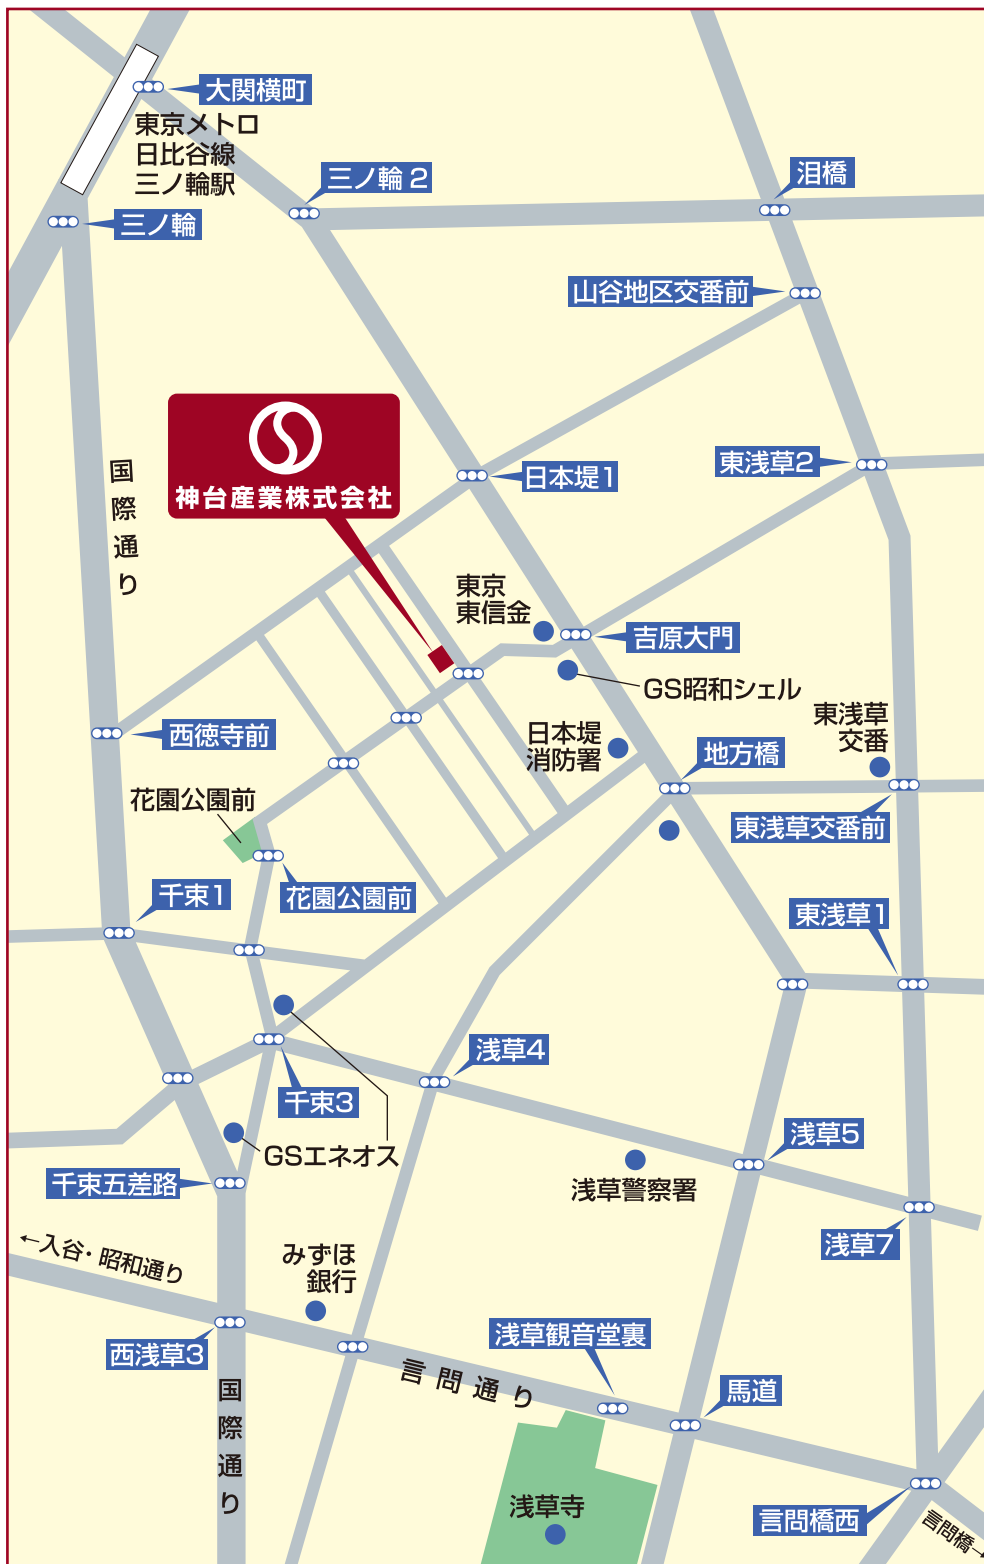 大関横町
東京メトロ
日比谷線
三ノ輪駅
三ノ輪2
泪橋
三ノ輪
山谷地区交番前
国際通り
神台産業株式会社
日本堤1
東浅草2
東京
東信金
吉原大門
GS昭和シェル
西徳寺前
日本堤
消防署
地方橋
東浅草
交番
花園公園前
東浅草交番前
千束1
花園公園前
東浅草1
浅草4
千束3
GSエネオス
浅草5
千束五差路
浅草警察署
浅草7
←入谷・昭和通り
みずほ
銀行
西浅草3
浅草観音堂裏
言問通り
馬道
国際通り
浅草寺
言問橋西
言問橋→